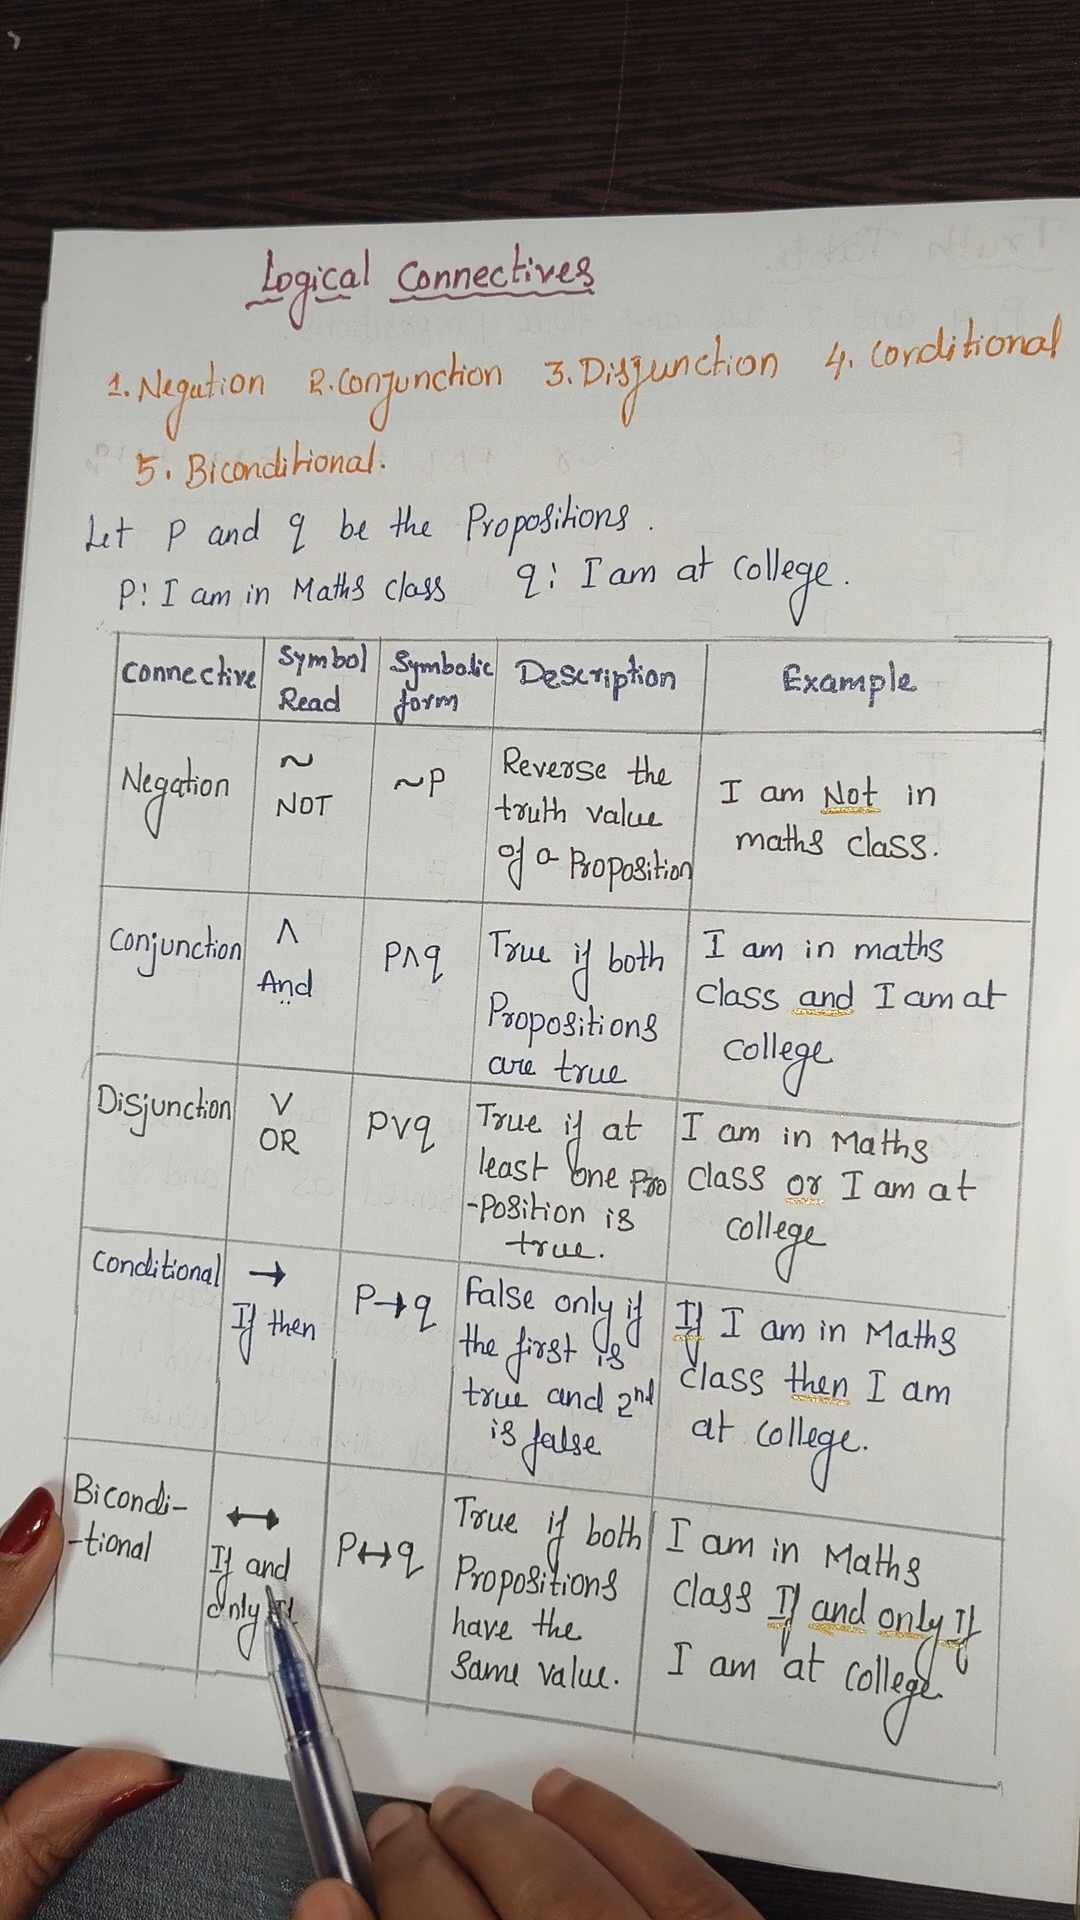 Logical Connectives
1. Negation 2. Conjunction 3. Disjunction 4. Conditional
5. Biconditional.
Let P and q be the Propositions.
P: I am in Maths class q: I am at college.
Connective
Symbol
Read
Symbolic
form
Description
Example
Negation
~
NOT
~P
Reverse the
truth value
of a Proposition
I am Not in
maths class.
Conjunction
∧
And
P∧q
True if both
Propositions
are true
I am in maths
class and I am at
college
Disjunction
∨
OR
P∨q
True if at
least one Pro
-position is
true.
I am in Maths
class or I am at
college
Conditional
→
If then
P→q
False only if
the first is
true and 2nd
is false
If I am in Maths
class then I am
at college.
Bicondi-
-tional
↔
If and
only
P↔q
True if both
Propositions
have the
same value.
I am in Maths
class If and only If
I am at college.